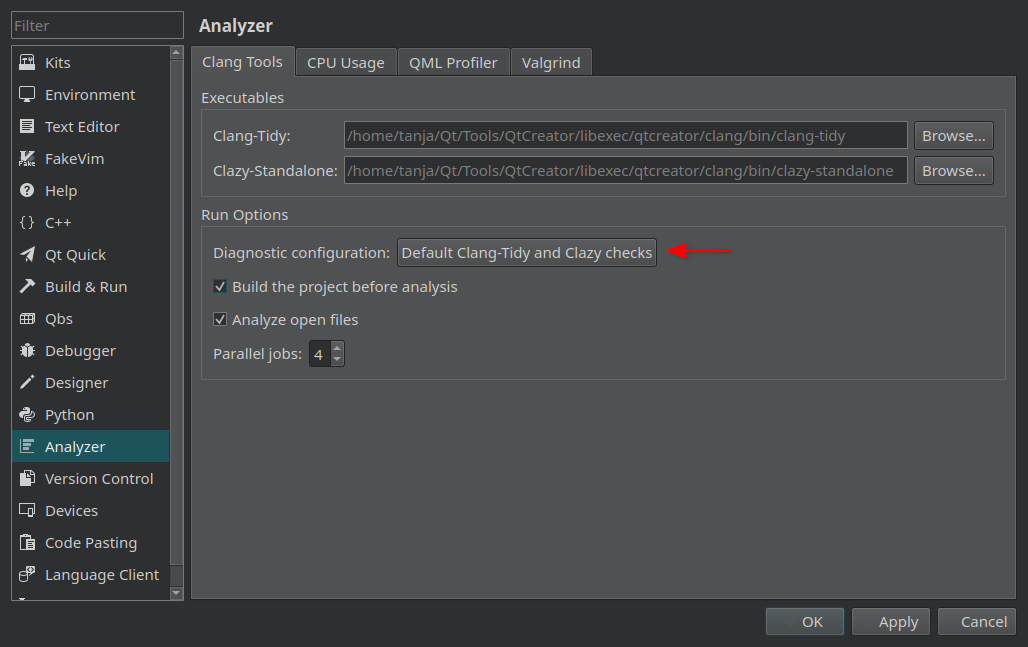 Filter
Kits
Environment
Text Editor
FakeVim
Help
C++
Qt Quick
Build & Run
Qbs
Debugger
Designer
Python
Analyzer
Version Control
Devices
Code Pasting
Language Client
Analyzer
Clang Tools CPU Usage QML Profiler Valgrind
Executables
Clang-Tidy: /home/tanja/Qt/Tools/QtCreator/libexec/qtcreator/clang/bin/clang-tidy Browse...
Clazy-Standalone: /home/tanja/Qt/Tools/QtCreator/libexec/qtcreator/clang/bin/clazy-standalone Browse...
Run Options
Diagnostic configuration: Default Clang-Tidy and Clazy checks
Build the project before analysis
Analyze open files
Parallel jobs: 4
OK Apply Cancel